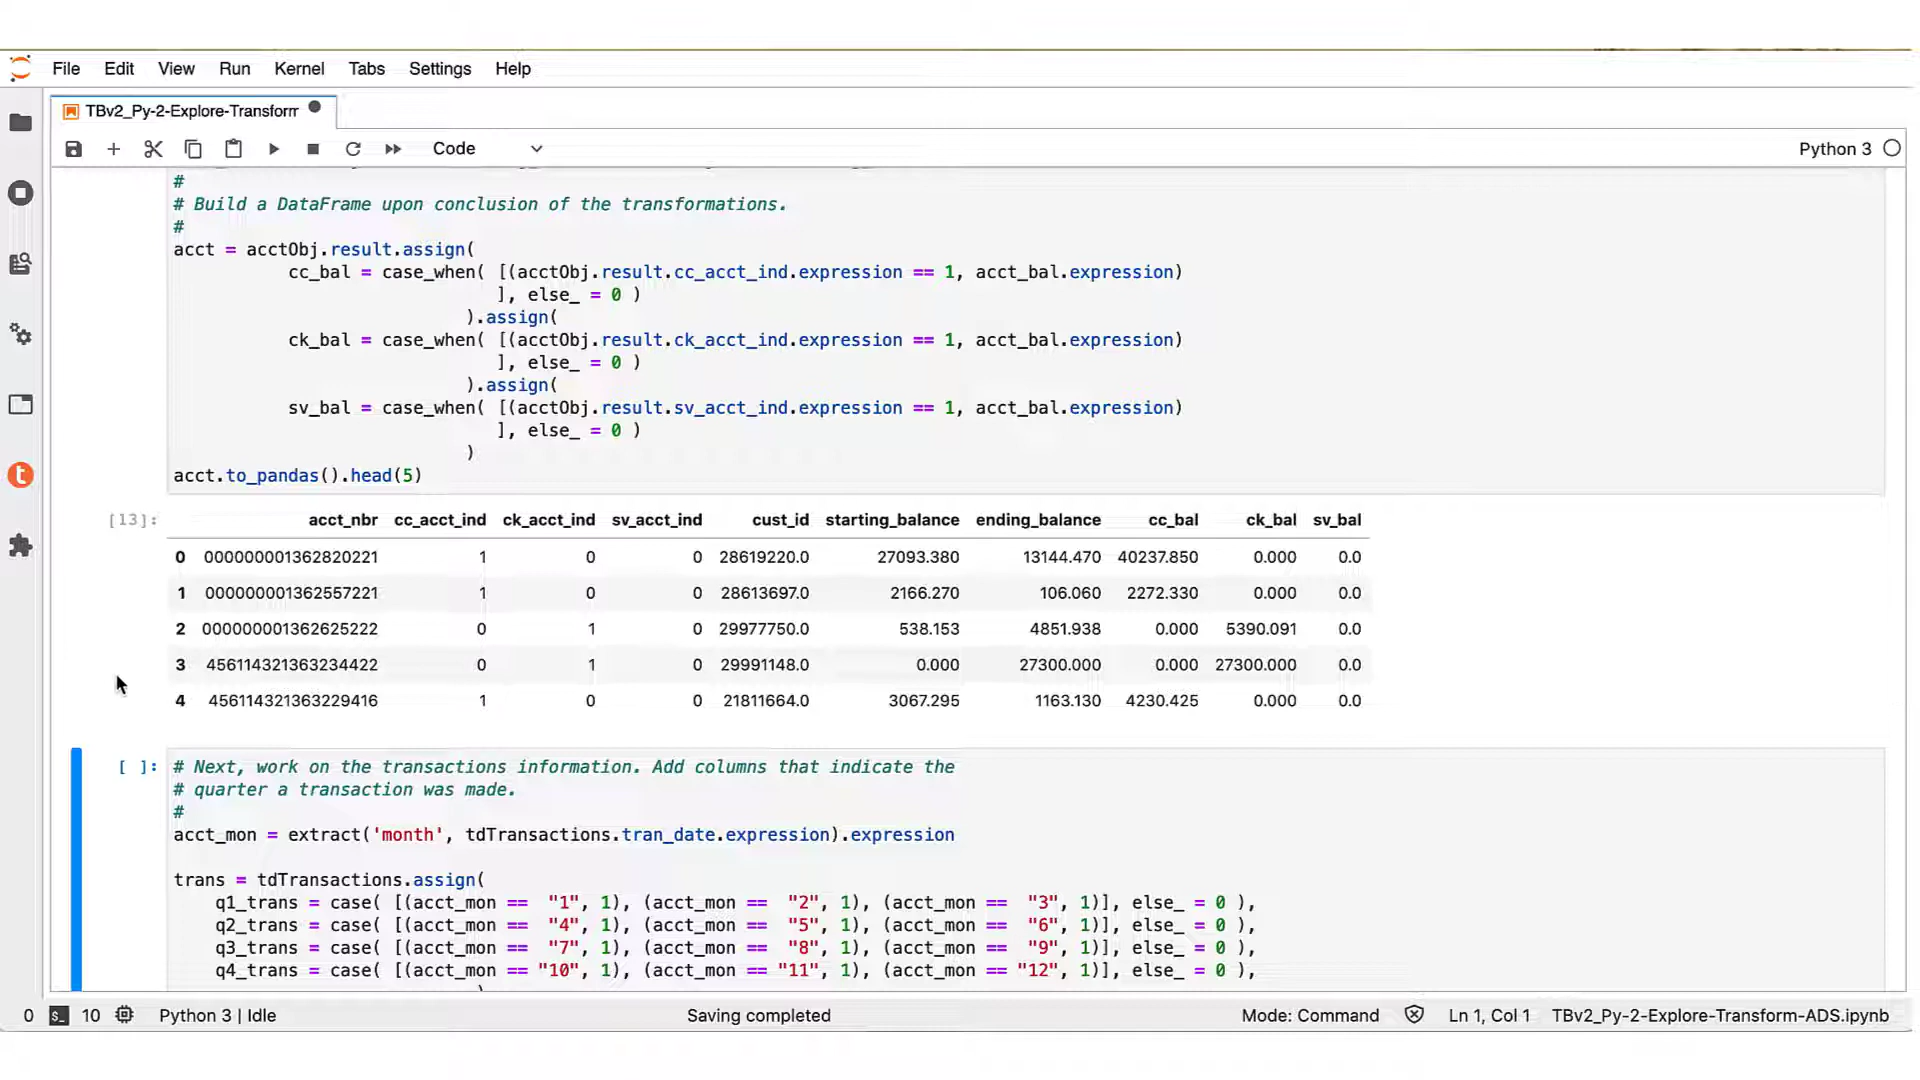 File Edit View Run Kernel Tabs Settings Help
TBv2_Py-2-Explore-Transform
Code Python 3
#
# Build a DataFrame upon conclusion of the transformations.
#
acct = acctObj.result.assign(
cc_bal = case_when( [(acctObj.result.cc_acct_ind.expression == 1, acct_bal.expression)
], else_ = 0 )
).assign(
ck_bal = case_when( [(acctObj.result.ck_acct_ind.expression == 1, acct_bal.expression)
], else_ = 0 )
).assign(
sv_bal = case_when( [(acctObj.result.sv_acct_ind.expression == 1, acct_bal.expression)
], else_ = 0 )
)
acct.to_pandas().head(5)
[13]: acct_nbr cc_acct_ind ck_acct_ind sv_acct_ind cust_id starting_balance ending_balance cc_bal ck_bal sv_bal
0 000000001362820221 1 0 0 28619220.0 27093.380 13144.470 40237.850 0.000 0.0
1 000000001362557221 1 0 0 28613697.0 2166.270 106.060 2272.330 0.000 0.0
2 000000001362625222 0 1 0 29977750.0 538.153 4851.938 0.000 5390.091 0.0
3 456114321363234422 0 1 0 29991148.0 0.000 27300.000 0.000 27300.000 0.0
4 456114321363229416 1 0 0 21811664.0 3067.295 1163.130 4230.425 0.000 0.0
[ ]: # Next, work on the transactions information. Add columns that indicate the
# quarter a transaction was made.
#
acct_mon = extract('month', tdTransactions.tran_date.expression).expression
trans = tdTransactions.assign(
q1_trans = case( [(acct_mon == "1", 1), (acct_mon == "2", 1), (acct_mon == "3", 1)], else_ = 0 ),
q2_trans = case( [(acct_mon == "4", 1), (acct_mon == "5", 1), (acct_mon == "6", 1)], else_ = 0 ),
q3_trans = case( [(acct_mon == "7", 1), (acct_mon == "8", 1), (acct_mon == "9", 1)], else_ = 0 ),
q4_trans = case( [(acct_mon == "10", 1), (acct_mon == "11", 1), (acct_mon == "12", 1)], else_ = 0 ),
0 $_ 10 Python 3 | Idle Saving completed Mode: Command Ln 1, Col 1 TBv2_Py-2-Explore-Transform-ADS.ipynb